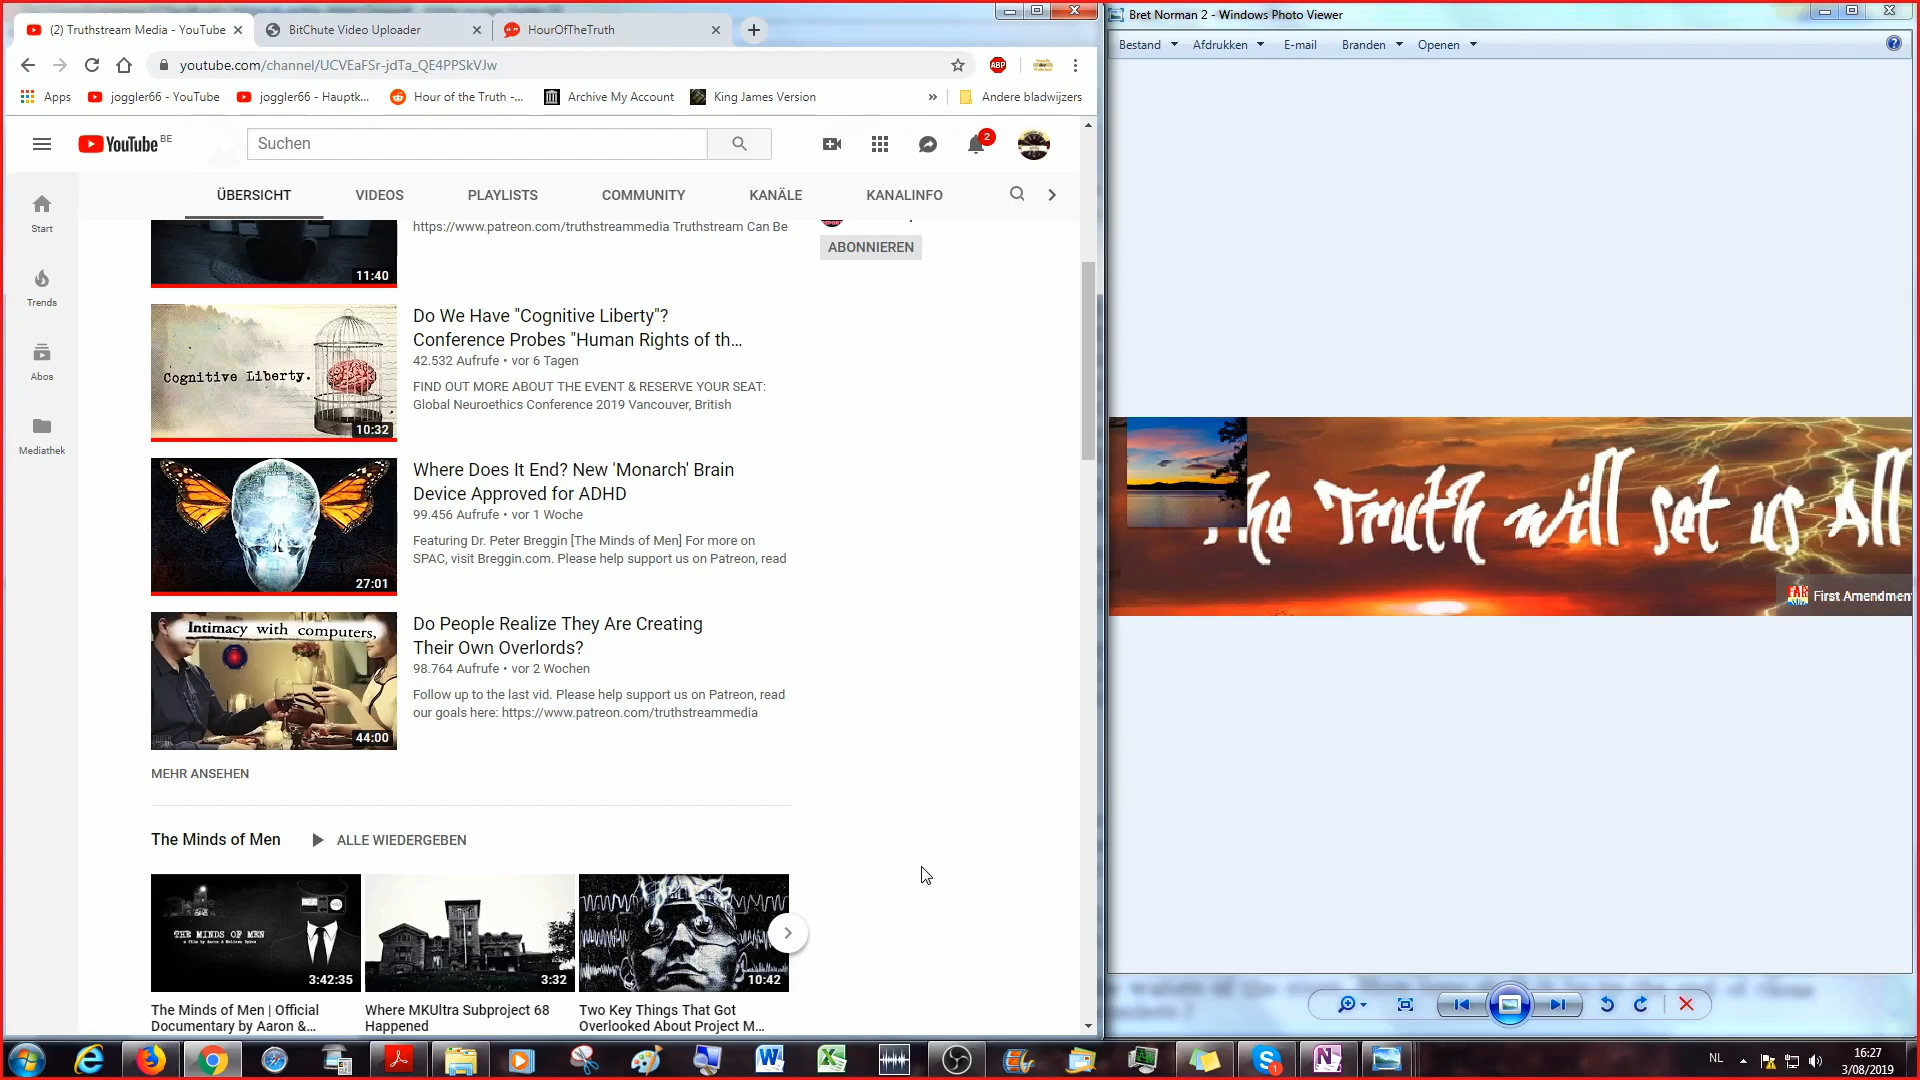 (2) Truthstream Media - YouTube
BitChute Video Uploader
HourOfTheTruth
youtube.com/channel/UCVEaFSr-jdTa_QE4PPSkVJw
ABP
Apps
joggler66 - YouTube
joggler66 - Hauptk...
Hour of the Truth -...
Archive My Account
King James Version
»
Andere bladwijzers
YouTube BE
Suchen
2
ÜBERSICHT
VIDEOS
PLAYLISTS
COMMUNITY
KANÄLE
KANALINFO
Start
Trends
Abos
Mediathek
https://www.patreon.com/truthstreammedia Truthstream Can Be
11:40
ABONNIEREN
Cognitive Liberty.
10:32
Do We Have "Cognitive Liberty"?
Conference Probes "Human Rights of th...
42.532 Aufrufe • vor 6 Tagen
FIND OUT MORE ABOUT THE EVENT & RESERVE YOUR SEAT:
Global Neuroethics Conference 2019 Vancouver, British
27:01
Where Does It End? New 'Monarch' Brain
Device Approved for ADHD
99.456 Aufrufe • vor 1 Woche
Featuring Dr. Peter Breggin [The Minds of Men] For more on
SPAC, visit Breggin.com. Please help support us on Patreon, read
Intimacy with computers,
44:00
Do People Realize They Are Creating
Their Own Overlords?
98.764 Aufrufe • vor 2 Wochen
Follow up to the last vid. Please help support us on Patreon, read
our goals here: https://www.patreon.com/truthstreammedia
MEHR ANSEHEN
The Minds of Men
ALLE WIEDERGEBEN
THE MINDS OF MEN
3:42:35
3:32
10:42
The Minds of Men | Official
Documentary by Aaron &...
Where MKUltra Subproject 68
Happened
Two Key Things That Got
Overlooked About Project M...
Bret Norman 2 - Windows Photo Viewer
Bestand
Afdrukken
E-mail
Branden
Openen
he Truth will set us All
First Amendmen
NL
16:27
3/08/2019